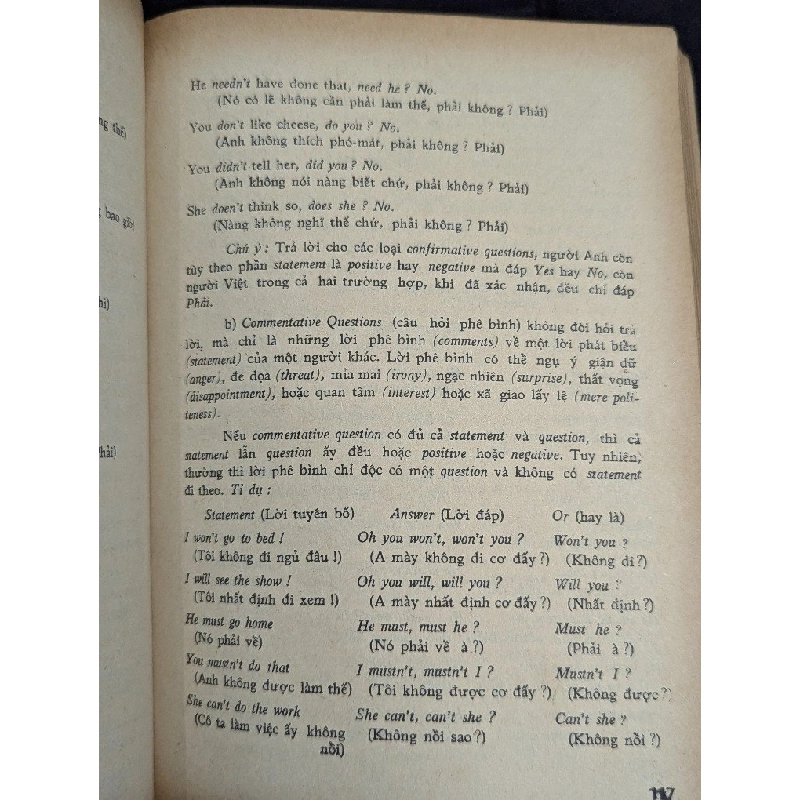 He needn't have done that, need he ? No.
(Nó có lẽ không cần phải làm thế, phải không ? Phải)
You don't like cheese, do you ? No.
(Anh không thích phó-mát, phải không ? Phải)
You didn't tell her, did you ? No.
(Anh không nói nàng biết chứ, phải không ? Phải)
She doen't think so, does she ? No.
(Nàng không nghĩ thế chứ, phải không ? Phải)
Chú ý : Trả lời cho các loại confirmative questions, người Anh còn
tùy theo phần statement là positive hay negative mà đáp Yes hay No, còn
người Việt trong cả hai trường hợp, khi đã xác nhận, đều chỉ đáp
Phải.
b) Commentative Questions (câu hỏi phê bình) không đòi hỏi trả
lời, mà chỉ là những lời phê bình (comments) về một lời phát biểu
(statement) của một người khác. Lời phê bình có thể ngụ ý giận dữ
(anger), đe dọa (threat), mỉa mai (irony), ngạc nhiên (surprise), thất vọng
(disappointment), hoặc quan tâm (interest) hoặc xã giao lấy lệ (mere poli-
teness).
Nếu commentative question có đủ cả statement và question, thì cả
statement lẫn question ấy đều hoặc positive hoặc negative. Tuy nhiên,
thường thì lời phê bình chỉ độc có một question và không có statement
đi theo. Tỉ dụ :
Statement (Lời tuyên bố) Answer (Lời đáp) Or (hay là)
I won't go to bed ! Oh you won't, won't you ? Won't you ?
(Tôi không đi ngủ đâu !) (A mày không đi cơ đấy ?) (Không đi ?)
I will see the show ! Oh you will, will you ? Will you ?
(Tôi nhất định đi xem !) (A mày nhất định cơ đấy ?) (Nhất định ?)
He must go home He must, must he ? Must he ?
(Nó phải về) (Nó phải về à ?) (Phải à ?)
You mustn't do that I mustn't, mustn't I ? Mustn't I ?
(Anh không được làm thế) (Tôi không được cơ đấy ?) (Không được ?)
She can't do the work She can't, can't she ? Can't she ?
(Cô ta làm việc ấy không (Không nổi sao ?) (Không nổi ?)
nổi)